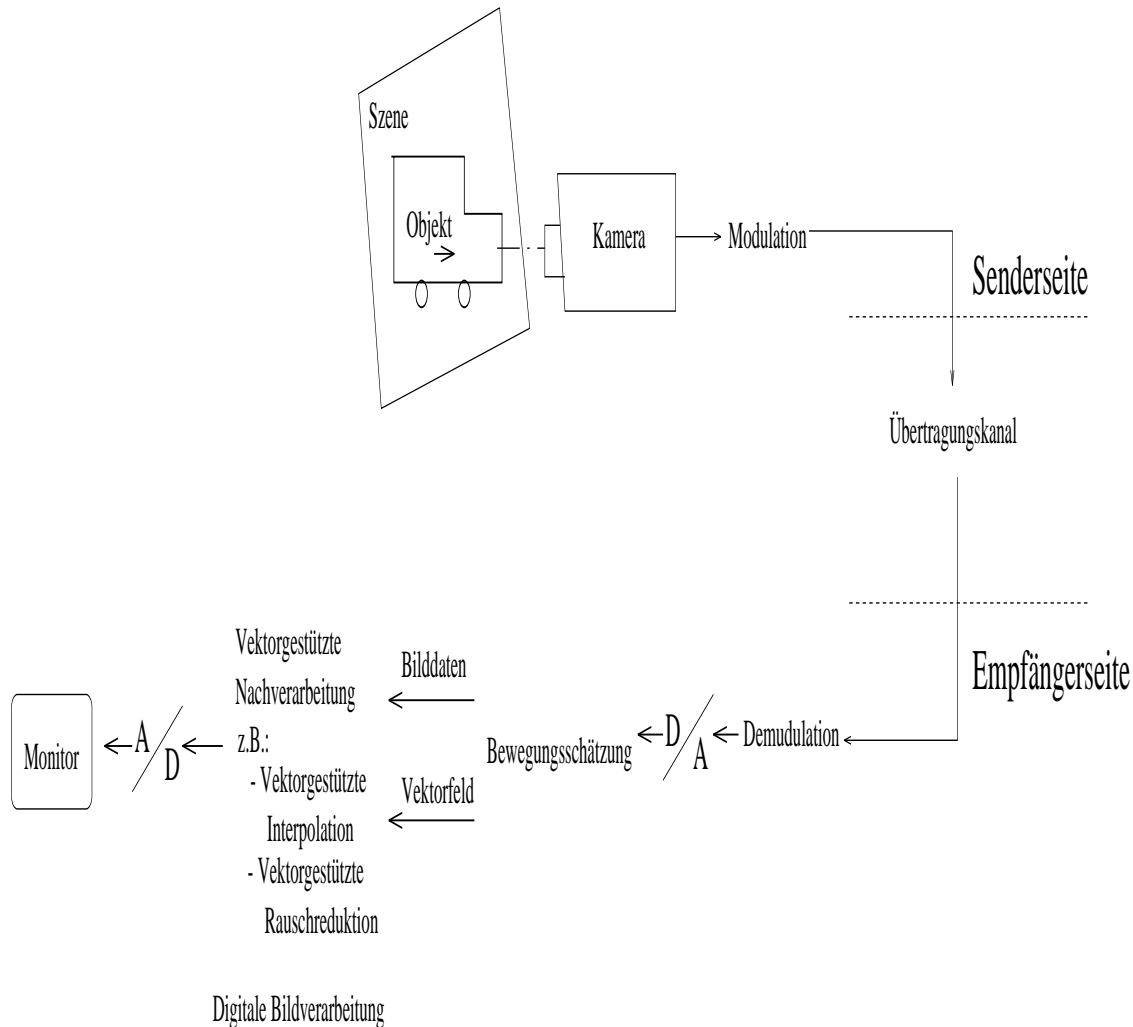 Szene
Objekt
Kamera
Modulation
Senderseite
Übertragungskanal
Empfängerseite
Demudulation
D
A
Bewegungsschätzung
Bilddaten
Vektorfeld
Vektorgestützte
Nachverarbeitung
z.B.:
- Vektorgestützte
Interpolation
- Vektorgestützte
Rauschreduktion
A
D
Monitor
Digitale Bildverarbeitung